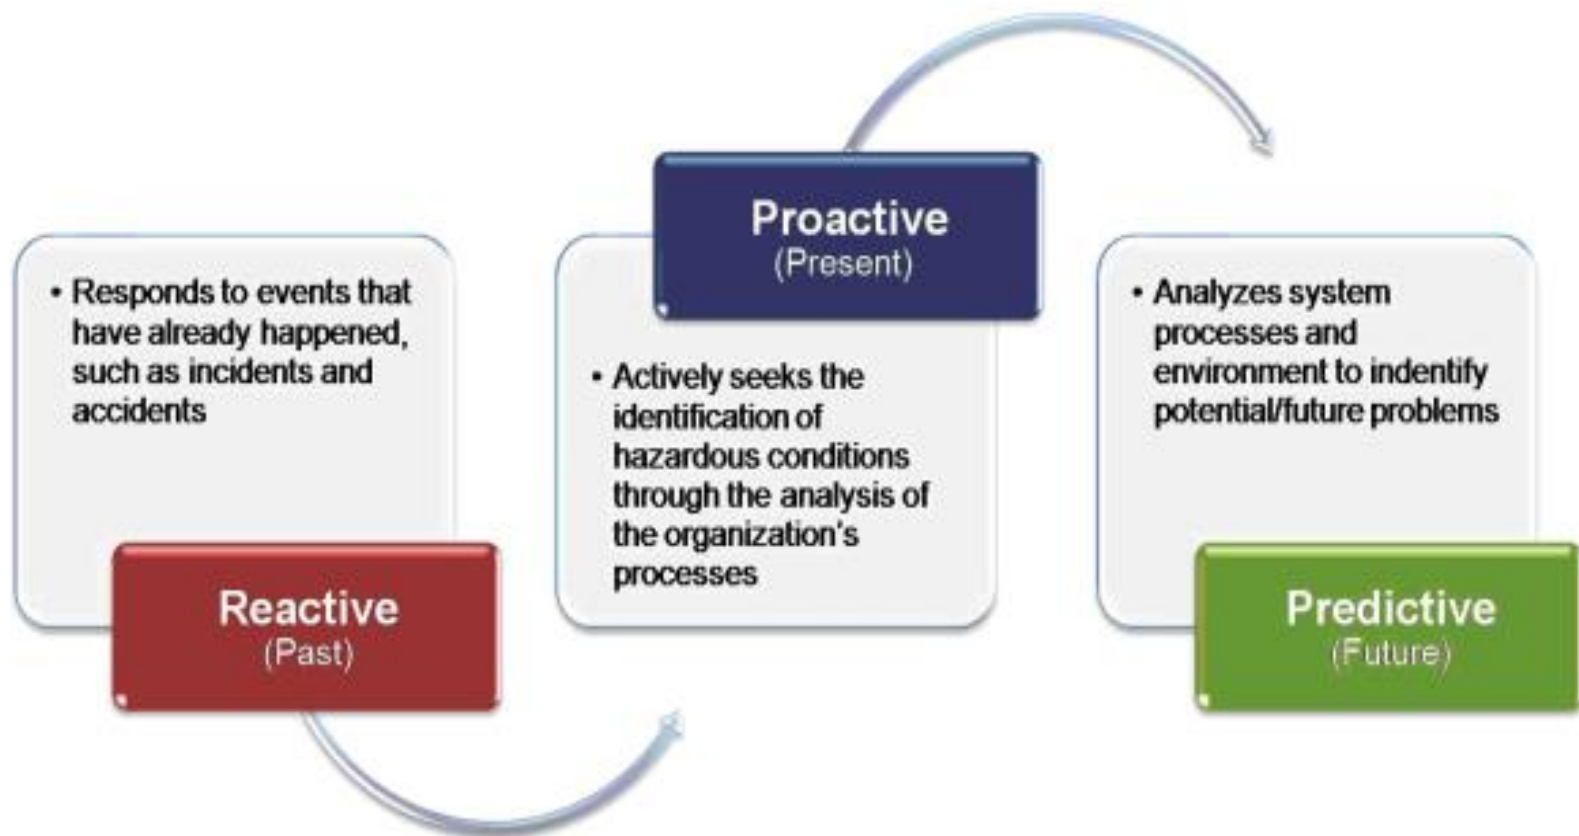 • Responds to events that
have already happened,
such as incidents and
accidents
Reactive
(Past)
Proactive
(Present)
• Actively seeks the
identification of
hazardous conditions
through the analysis of
the organization's
processes
• Analyzes system
processes and
environment to indentify
potential/future problems
Predictive
(Future)